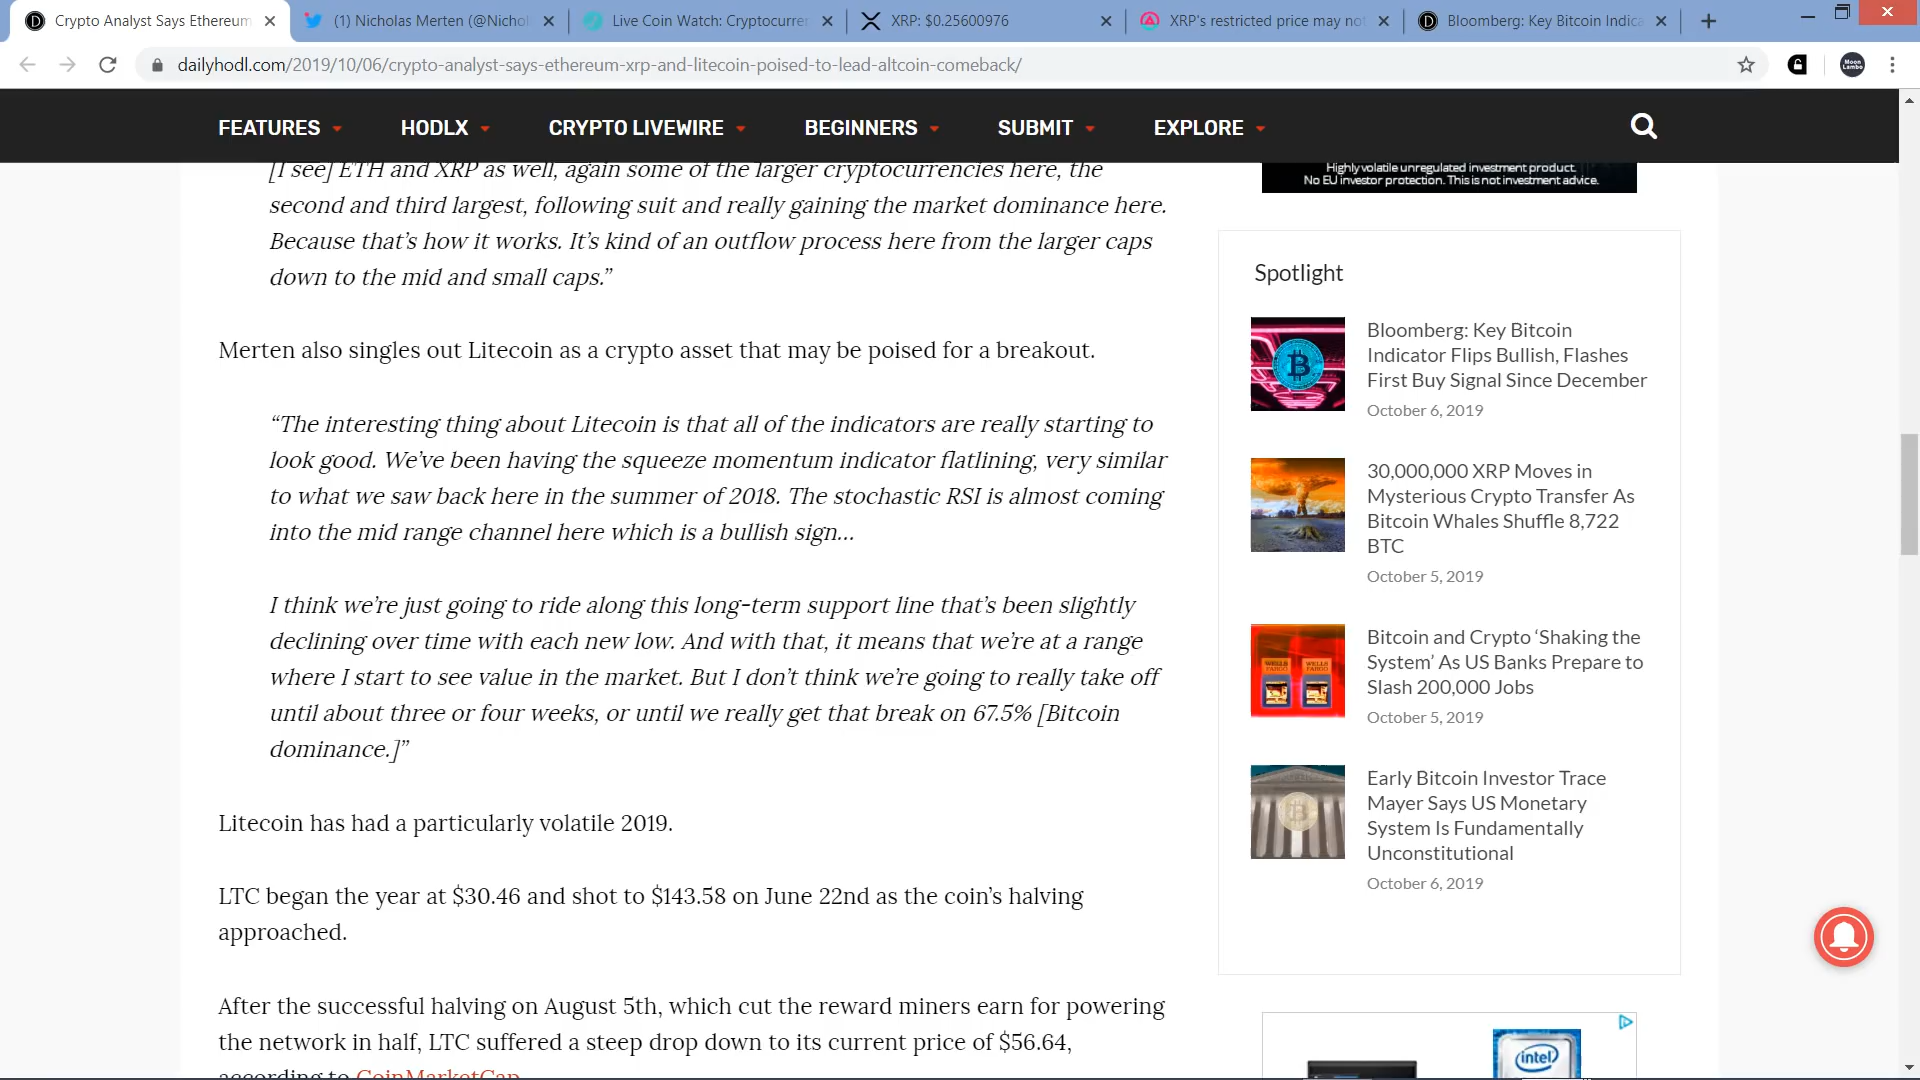 Crypto Analyst Says Ethereum
(1) Nicholas Merten (@Nichol
Live Coin Watch: Cryptocurre
XRP: $0.25600976
XRP's restricted price may not
Bloomberg: Key Bitcoin Indica
dailyhodl.com/2019/10/06/crypto-analyst-says-ethereum-xrp-and-litecoin-poised-to-lead-altcoin-comeback/
Moon
Lambo
FEATURES
HODLX
CRYPTO LIVEWIRE
BEGINNERS
SUBMIT
EXPLORE
[I see] ETH and XRP as well, again some of the larger cryptocurrencies here, the
second and third largest, following suit and really gaining the market dominance here.
Because that’s how it works. It’s kind of an outflow process here from the larger caps
down to the mid and small caps.”
Merten also singles out Litecoin as a crypto asset that may be poised for a breakout.
“The interesting thing about Litecoin is that all of the indicators are really starting to
look good. We’ve been having the squeeze momentum indicator flatlining, very similar
to what we saw back here in the summer of 2018. The stochastic RSI is almost coming
into the mid range channel here which is a bullish sign…
I think we’re just going to ride along this long-term support line that’s been slightly
declining over time with each new low. And with that, it means that we’re at a range
where I start to see value in the market. But I don’t think we’re going to really take off
until about three or four weeks, or until we really get that break on 67.5% [Bitcoin
dominance.]”
Litecoin has had a particularly volatile 2019.
LTC began the year at $30.46 and shot to $143.58 on June 22nd as the coin’s halving
approached.
After the successful halving on August 5th, which cut the reward miners earn for powering
the network in half, LTC suffered a steep drop down to its current price of $56.64,
according to CoinMarketCap
Highly volatile unregulated investment product.
No EU investor protection. This is not investment advice.
Spotlight
Bloomberg: Key Bitcoin
Indicator Flips Bullish, Flashes
First Buy Signal Since December
October 6, 2019
30,000,000 XRP Moves in
Mysterious Crypto Transfer As
Bitcoin Whales Shuffle 8,722
BTC
October 5, 2019
WELLS FARGO WELLS FARGO
Bitcoin and Crypto ‘Shaking the
System’ As US Banks Prepare to
Slash 200,000 Jobs
October 5, 2019
Early Bitcoin Investor Trace
Mayer Says US Monetary
System Is Fundamentally
Unconstitutional
October 6, 2019
intel